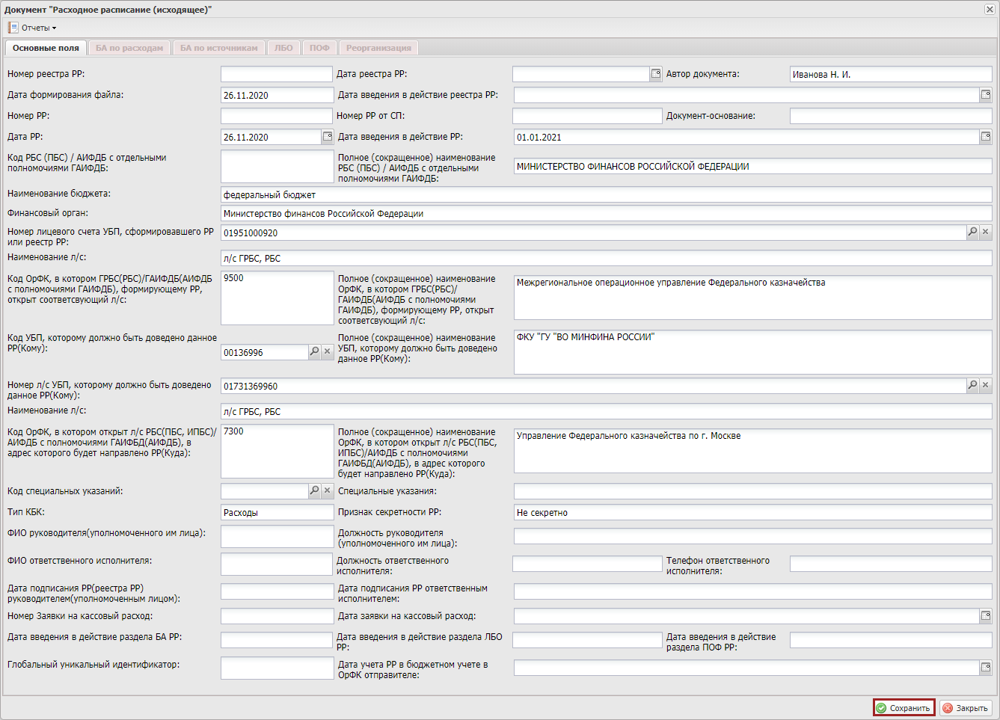 Документ "Расходное расписание (исходящее)"
Отчеты
Основные поля
БА по расходам
БА по источникам
ЛБО
ПОФ
Реорганизация
Номер реестра РР:
Дата реестра РР:
Автор документа:
Иванова Н. И.
Дата формирования файла:
26.11.2020
Дата введения в действие реестра РР:
Номер РР:
Номер РР от СП:
Документ-основание:
Дата РР:
26.11.2020
Дата введения в действие РР:
01.01.2021
Код РБС (ПБС) / АИФДБ с отдельными
полномочиями ГАИФДБ:
Полное (сокращенное) наименование
РБС (ПБС) / АИФДБ с отдельными
полномочиями ГАИФДБ:
МИНИСТЕРСТВО ФИНАНСОВ РОССИЙСКОЙ ФЕДЕРАЦИИ
Наименование бюджета:
федеральный бюджет
Финансовый орган:
Министерство финансов Российской Федерации
Номер лицевого счета УБП, сформировавшего РР
или реестр РР:
01951000920
Наименование л/с:
л/с ГРБС, РБС
Код ОрФК, в котором ГРБС(РБС)/ГАИФДБ(АИФДБ
с полномочиями ГАИФДБ), формирующему РР,
открыт соответсвующий л/с:
9500
Полное (сокращенное) наименование
ОрФК, в котором ГРБС(РБС)/
ГАИФДБ(АИФДБ с полномочиями
ГАИФДБ), формирующему РР, открыт
соответсвующий л/с:
Межрегиональное операционное управление Федерального казначейства
Код УБП, которому должно быть доведено данное
РР(Кому):
00136996
Полное (сокращенное) наименование
УБП, которому должно быть доведено
данное РР(Кому):
ФКУ "ГУ "ВО МИНФИНА РОССИИ"
Номер л/с УБП, которому должно быть доведено
данное РР(Кому):
01731369960
Наименование л/с:
л/с ГРБС, РБС
Код ОрФК, в котором открыт л/с РБС(ПБС, ИПБС)/
АИФДБ с полномочиями ГАИФБД(АИФДБ), в
адрес которого будет направлено РР(Куда):
7300
Полное (сокращенное) наименование
ОрФК, в котором открыт л/с РБС(ПБС,
ИПБС)/АИФДБ с полномочиями
ГАИФБД(АИФДБ), в адрес которого
будет направлено РР(Куда):
Управление Федерального казначейства по г. Москве
Код специальных указаний:
Специальные указания:
Тип КБК:
Расходы
Признак секретности РР:
Не секретно
ФИО руководителя(уполномоченного им лица):
Должность руководителя
(уполномоченного им лица):
ФИО ответственного исполнителя:
Должность ответственного
исполнителя:
Телефон ответственного
исполнителя:
Дата подписания РР(реестра РР)
руководителем(уполномоченным лицом):
Дата подписания РР ответственным
исполнителем:
Номер Заявки на кассовый расход:
Дата заявки на кассовый расход:
Дата введения в действие раздела БА РР:
Дата введения в действие раздела ЛБО
РР:
Дата введения в действие
раздела ПОФ РР:
Глобальный уникальный идентификатор:
Дата учета РР в бюджетном учете в
ОрФК отправителе:
Сохранить
Закрыть